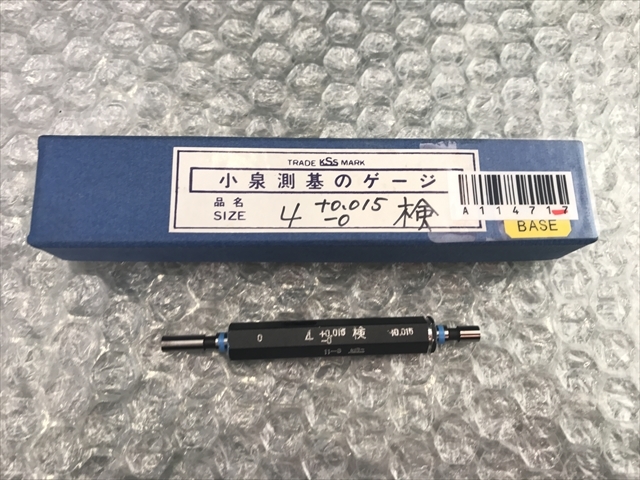 TRADE KSS MARK
小泉測基のゲージ
品名
SIZE
4 +0.015 -0 検
A114717
BASE
0 4 +0.015 -0 検 +0.015